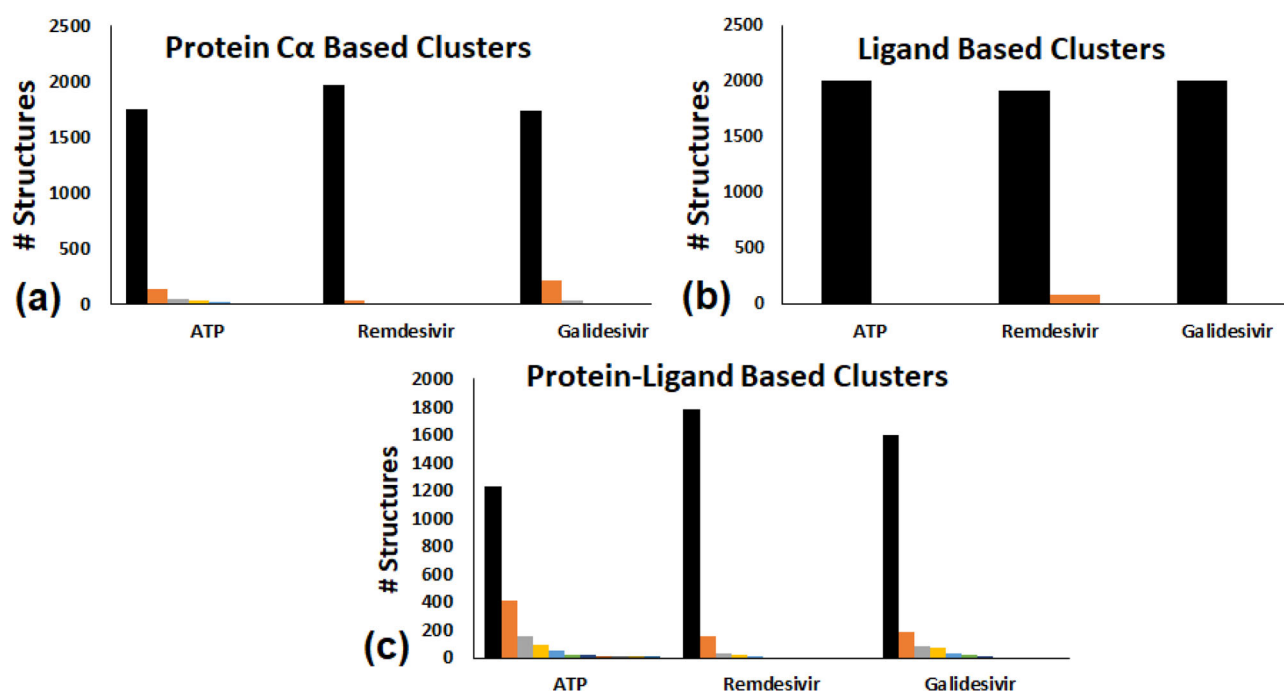 Protein Cα Based Clusters
# Structures
2500
2000
1500
1000
500
0
ATP Remdesivir Galidesivir
(a)
Ligand Based Clusters
# Structures
2500
2000
1500
1000
500
0
ATP Remdesivir Galidesivir
(b)
Protein-Ligand Based Clusters
# Structures
2000
1800
1600
1400
1200
1000
800
600
400
200
0
ATP Remdesivir Galidesivir
(c)